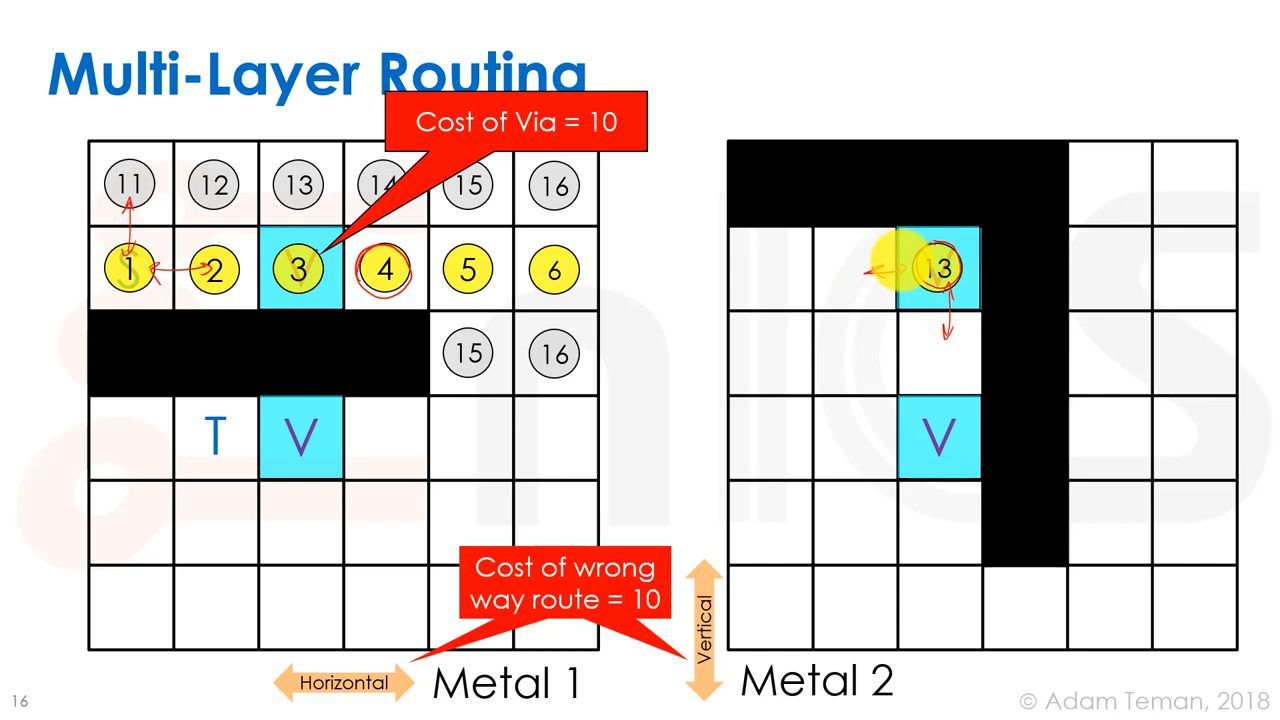 Multi-Layer Routing
Cost of Via = 10
11 12 13 14 15 16
S 1 2 V 3 4 5 6
V 13
15 16
T V
V
Cost of wrong
way route = 10
Vertical
Horizontal
Metal 1
Metal 2
16
© Adam Teman, 2018